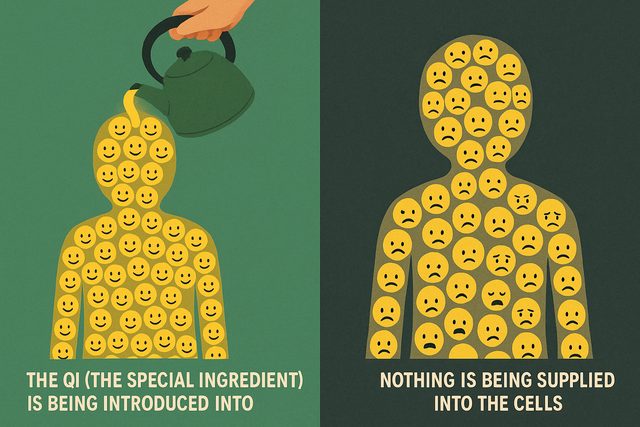 THE QI (THE SPECIAL INGREDIENT)
IS BEING INTRODUCED INTO
NOTHING IS BEING SUPPLIED
INTO THE CELLS